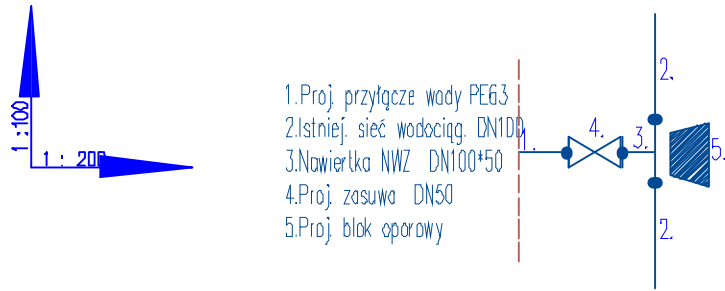 1:100
1 : 200
1.Proj. przyłącze wody PE63
2.Istniej. sieć wodociąg. DN100
3.Nawiertka NWZ DN100*50
4.Proj. zasuwa DN50
5.Proj. blok oporowy
1.
4.
3.
2.
5.
2.